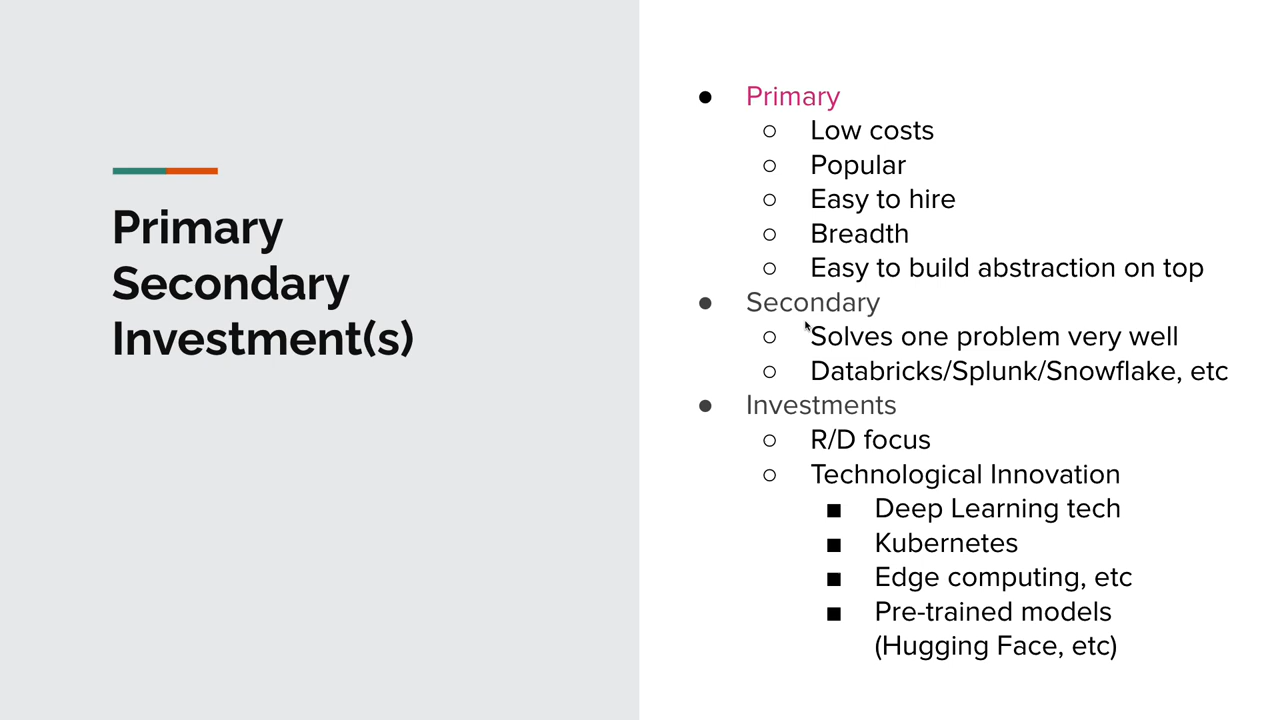 Primary
Secondary
Investment(s)
● Primary
○ Low costs
○ Popular
○ Easy to hire
○ Breadth
○ Easy to build abstraction on top
● Secondary
○ Solves one problem very well
○ Databricks/Splunk/Snowflake, etc
● Investments
○ R/D focus
○ Technological Innovation
■ Deep Learning tech
■ Kubernetes
■ Edge computing, etc
■ Pre-trained models
(Hugging Face, etc)